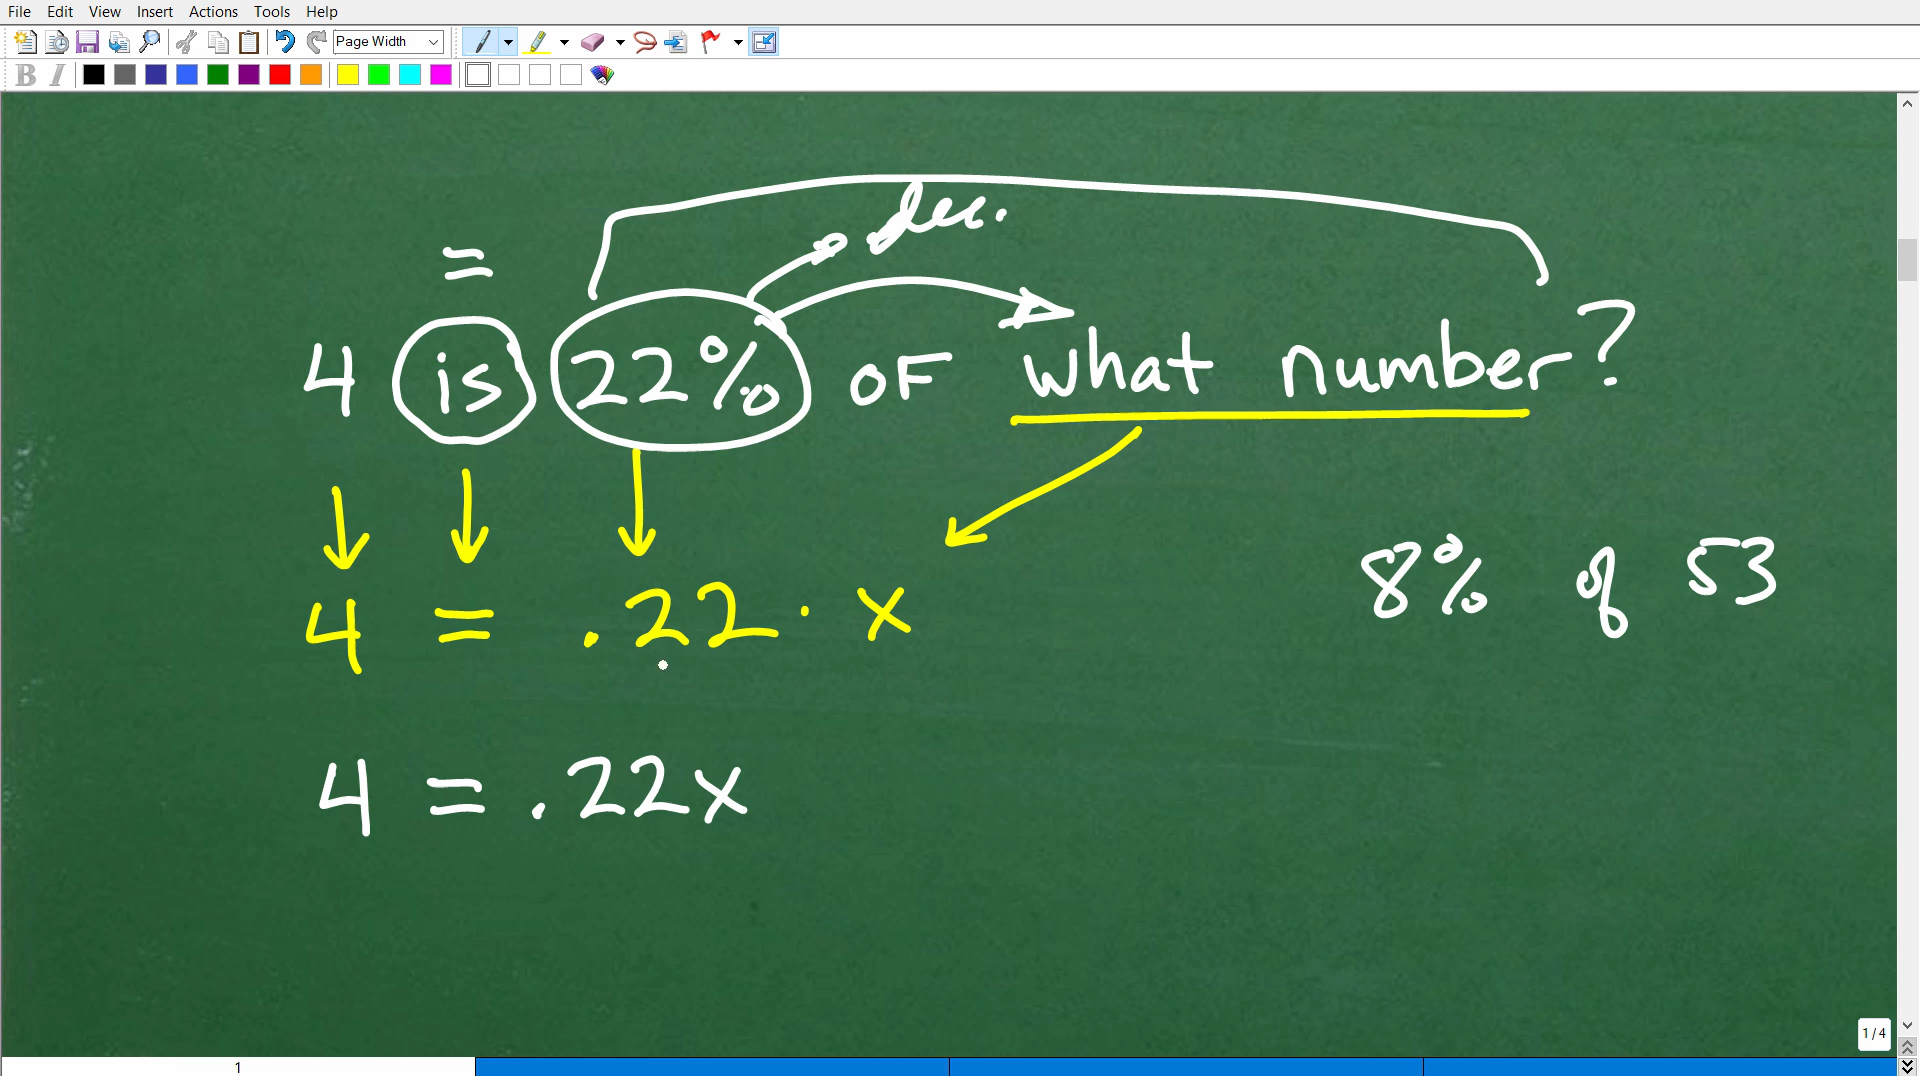 File Edit View Insert Actions Tools Help
Page Width
B I
dec.
=
4 is 22% of what number?
4 = .22 · x
8% of 53
4 = .22x
1 / 4
1